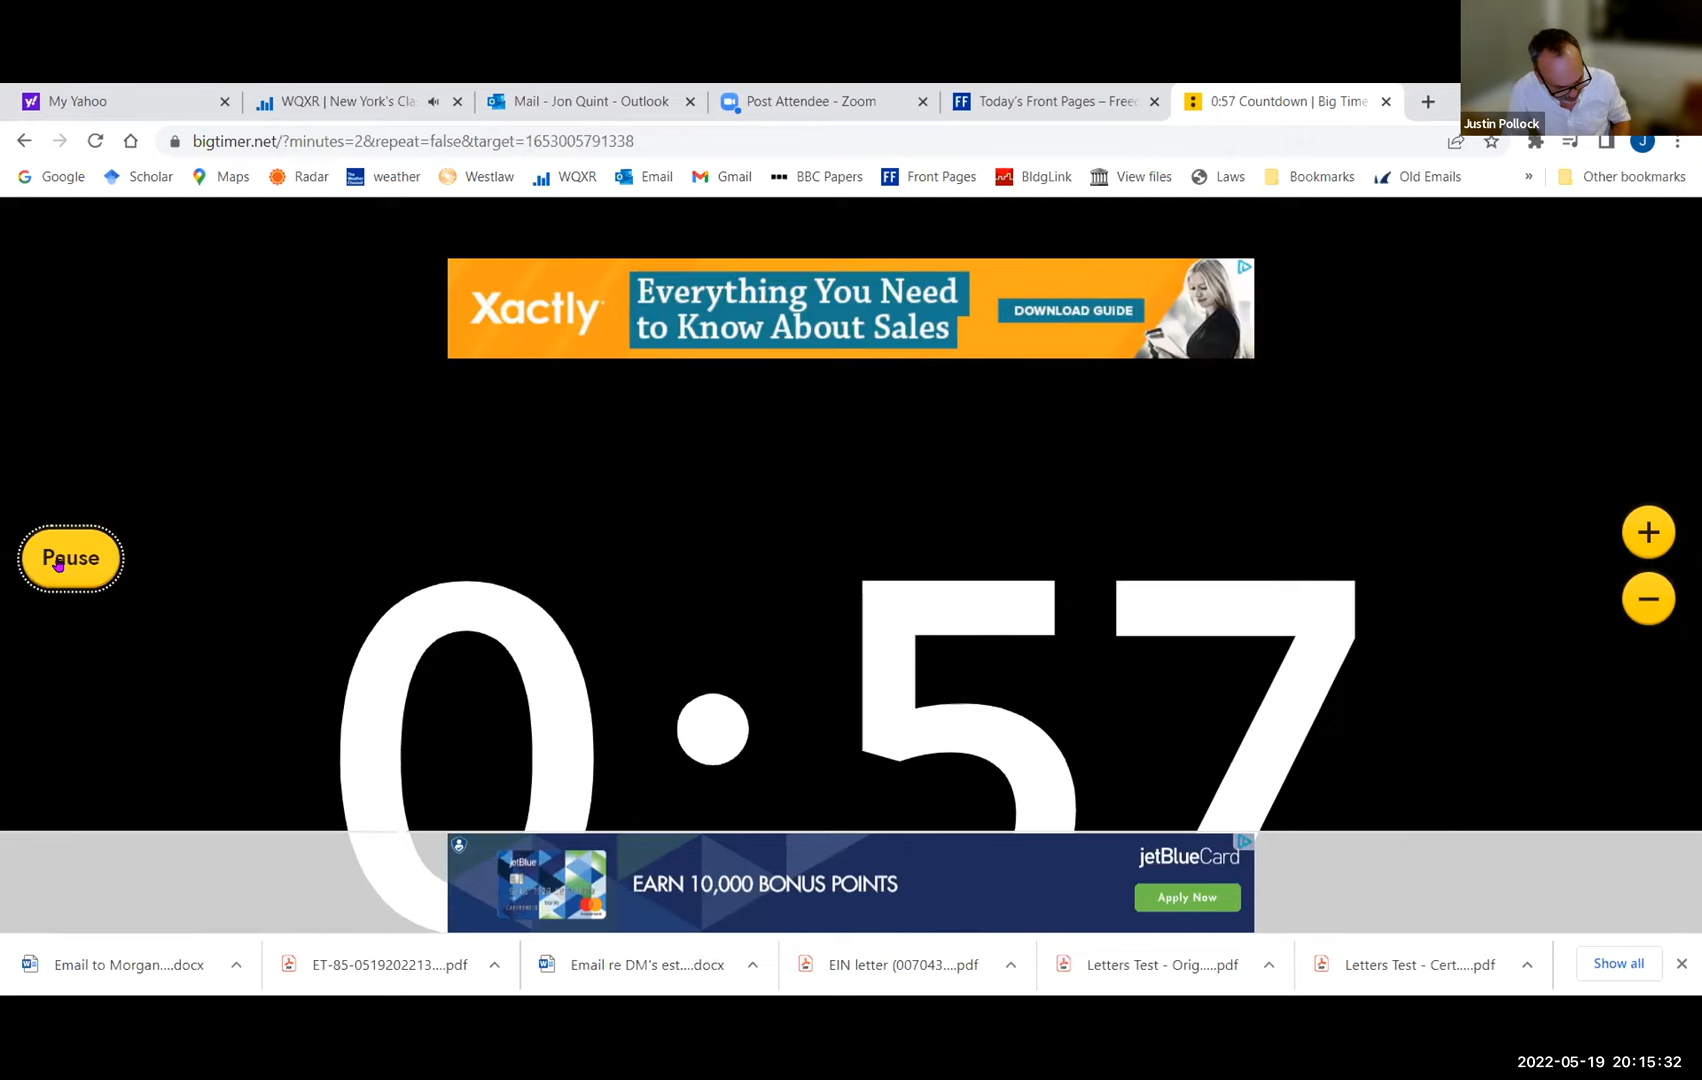 My Yahoo
WQXR | New York's Cla
Mail - Jon Quint - Outlook
Post Attendee - Zoom
Today's Front Pages – Freed
0:57 Countdown | Big Time
Justin Pollock
bigtimer.net/?minutes=2&repeat=false&target=1653005791338
J
Google
Scholar
Maps
Radar
weather
Westlaw
WQXR
Email
Gmail
BBC Papers
FF
Front Pages
BldgLink
View files
Laws
Bookmarks
Old Emails
»
Other bookmarks
Xactly
Everything You Need
to Know About Sales
DOWNLOAD GUIDE
Pause
+
−
0:57
jetBlue
EARN 10,000 BONUS POINTS
jetBlueCard
Apply Now
Email to Morgan....docx
ET-85-0519202213....pdf
Email re DM's est....docx
EIN letter (007043....pdf
Letters Test - Orig.....pdf
Letters Test - Cert.....pdf
Show all
2022-05-19 20:15:32